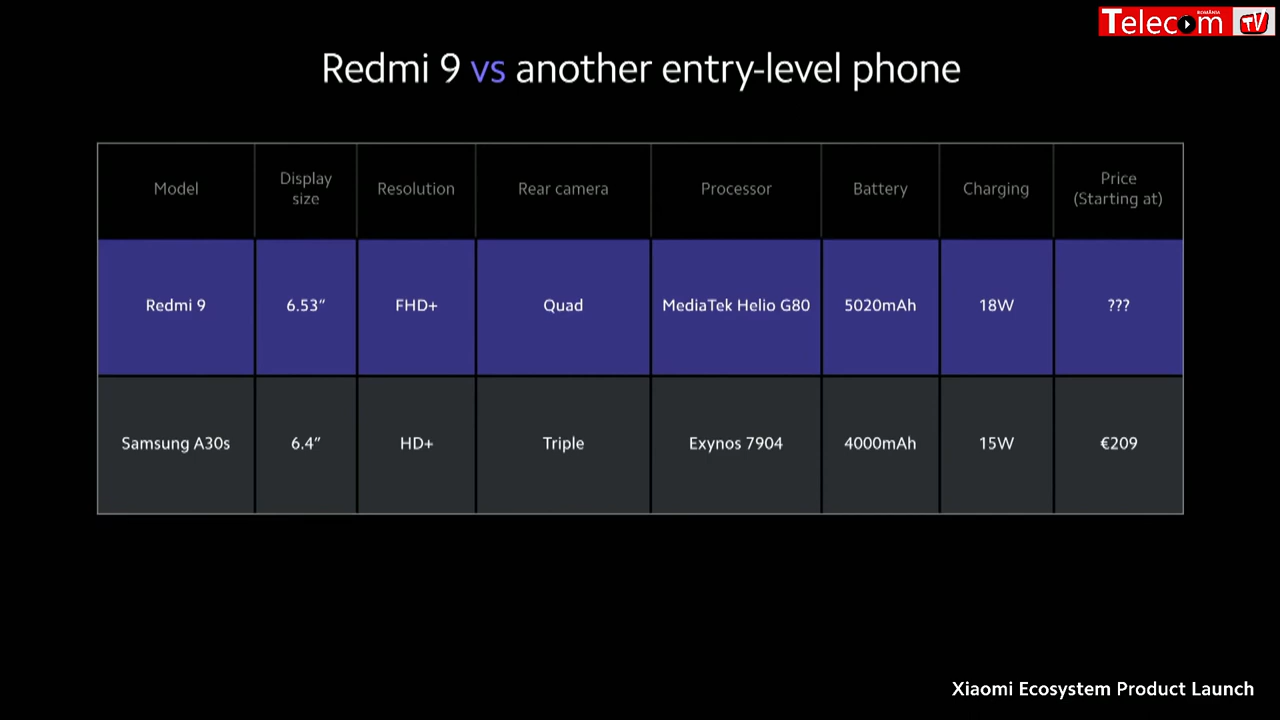 Telecom
ROMÂNIA
TV
Redmi 9 vs another entry-level phone
Model
Display
size
Resolution
Rear camera
Processor
Battery
Charging
Price
(Starting at)
Redmi 9
6.53”
FHD+
Quad
MediaTek Helio G80
5020mAh
18W
???
Samsung A30s
6.4”
HD+
Triple
Exynos 7904
4000mAh
15W
€209
Xiaomi Ecosystem Product Launch